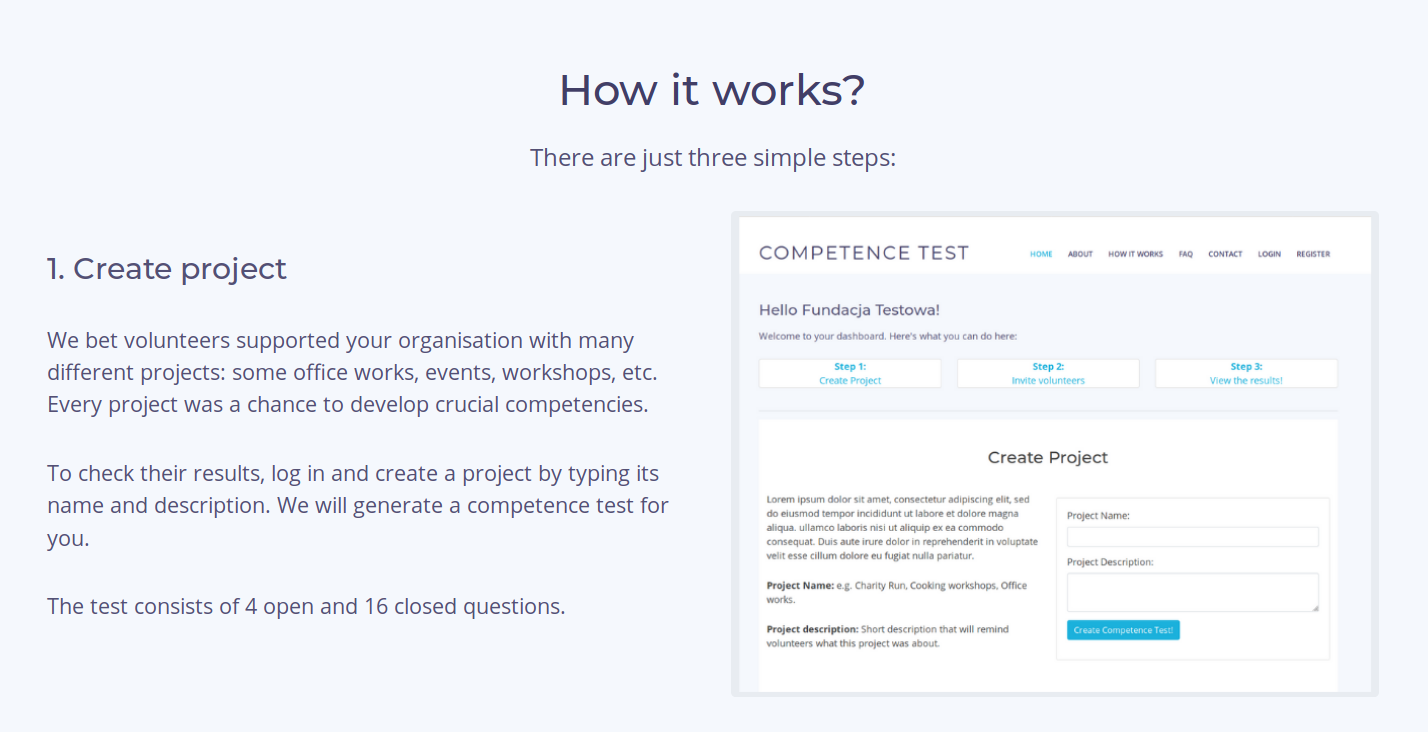 How it works?
There are just three simple steps:
1. Create project
We bet volunteers supported your organisation with many
different projects: some office works, events, workshops, etc.
Every project was a chance to develop crucial competencies.
To check their results, log in and create a project by typing its
name and description. We will generate a competence test for
you.
The test consists of 4 open and 16 closed questions.
COMPETENCE TEST
HOME ABOUT HOW IT WORKS FAQ CONTACT LOGIN REGISTER
Hello Fundacja Testowa!
Welcome to your dashboard. Here's what you can do here:
Step 1:
Create Project
Step 2:
Invite volunteers
Step 3:
View the results!
Create Project
Lorem ipsum dolor sit amet, consectetur adipiscing elit, sed
do eiusmod tempor incididunt ut labore et dolore magna
aliqua. ullamco laboris nisi ut aliquip ex ea commodo
consequat. Duis aute irure dolor in reprehenderit in voluptate
velit esse cillum dolore eu fugiat nulla pariatur.
Project Name: e.g. Charity Run, Cooking workshops, Office
works.
Project description: Short description that will remind
volunteers what this project was about.
Project Name:
Project Description:
Create Competence Test!